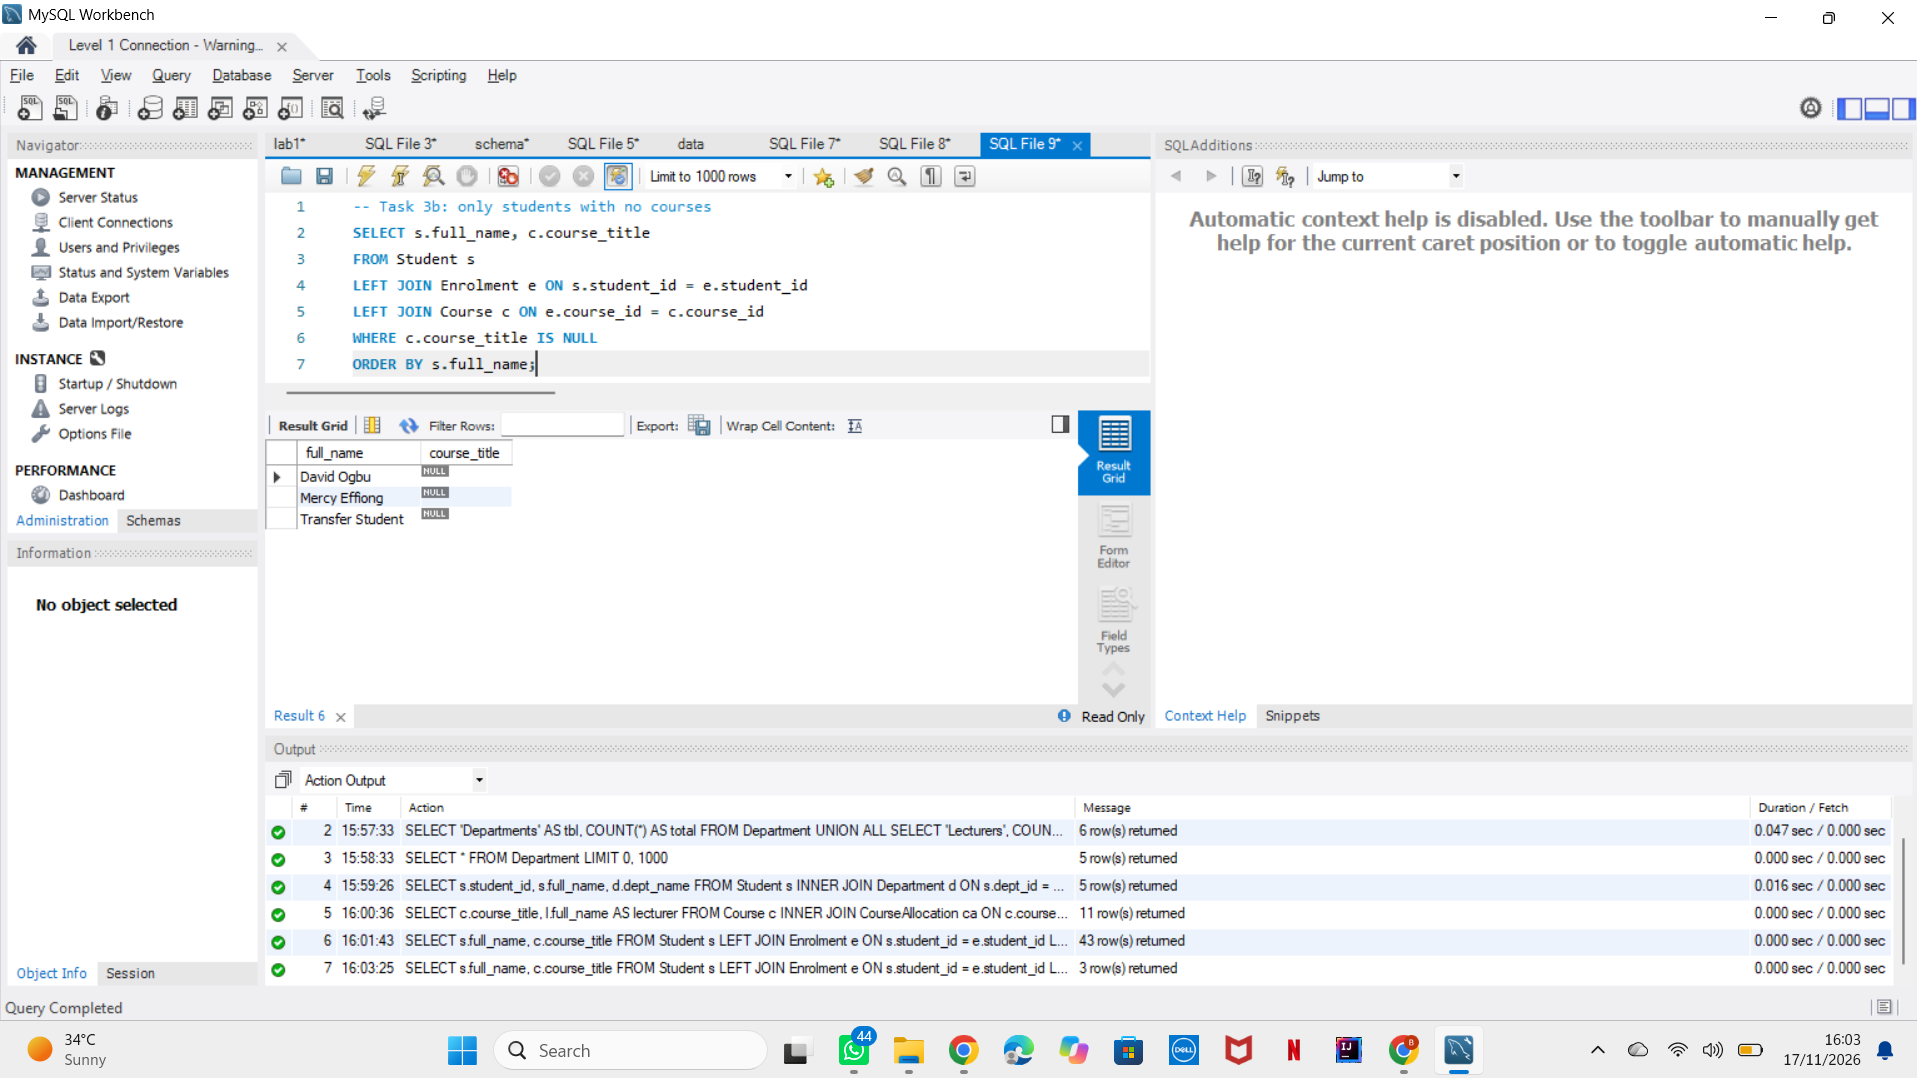 MySQL Workbench
Level 1 Connection - Warning...
File Edit View Query Database Server Tools Scripting Help
Navigator
MANAGEMENT
Server Status
Client Connections
Users and Privileges
Status and System Variables
Data Export
Data Import/Restore
INSTANCE
Startup / Shutdown
Server Logs
Options File
PERFORMANCE
Dashboard
Administration Schemas
Information
No object selected
Object Info Session
lab1* SQL File 3* schema* SQL File 5* data SQL File 7* SQL File 8* SQL File 9*
Limit to 1000 rows
1 -- Task 3b: only students with no courses
2 SELECT s.full_name, c.course_title
3 FROM Student s
4 LEFT JOIN Enrolment e ON s.student_id = e.student_id
5 LEFT JOIN Course c ON e.course_id = c.course_id
6 WHERE c.course_title IS NULL
7 ORDER BY s.full_name;
Result Grid Filter Rows: Export: Wrap Cell Content:
full_name course_title
David Ogbu NULL
Mercy Effiong NULL
Transfer Student NULL
Result Grid
Form Editor
Field Types
Result 6 Read Only
SQLAdditions
Jump to
Automatic context help is disabled. Use the toolbar to manually get
help for the current caret position or to toggle automatic help.
Context Help Snippets
Output
Action Output
# Time Action Message Duration / Fetch
2 15:57:33 SELECT 'Departments' AS tbl, COUNT(*) AS total FROM Department UNION ALL SELECT 'Lecturers', COUN... 6 row(s) returned 0.047 sec / 0.000 sec
3 15:58:33 SELECT * FROM Department LIMIT 0, 1000 5 row(s) returned 0.000 sec / 0.000 sec
4 15:59:26 SELECT s.student_id, s.full_name, d.dept_name FROM Student s INNER JOIN Department d ON s.dept_id = ... 5 row(s) returned 0.016 sec / 0.000 sec
5 16:00:36 SELECT c.course_title, l.full_name AS lecturer FROM Course c INNER JOIN CourseAllocation ca ON c.course... 11 row(s) returned 0.000 sec / 0.000 sec
6 16:01:43 SELECT s.full_name, c.course_title FROM Student s LEFT JOIN Enrolment e ON s.student_id = e.student_id L... 43 row(s) returned 0.000 sec / 0.000 sec
7 16:03:25 SELECT s.full_name, c.course_title FROM Student s LEFT JOIN Enrolment e ON s.student_id = e.student_id L... 3 row(s) returned 0.000 sec / 0.000 sec
Query Completed
34°C
Sunny
Search
44
DELL
N
IJ
B
16:03
17/11/2026